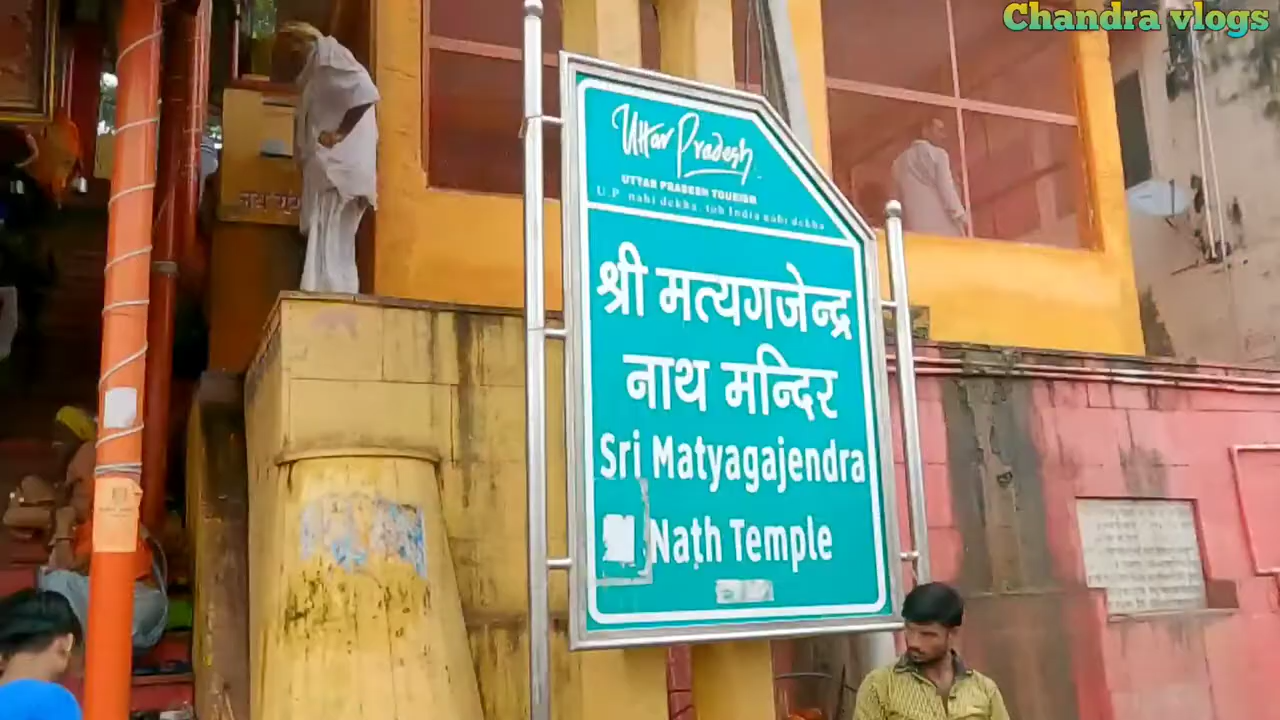 Chandra vlogs
Uttar Pradesh
UTTAR PRADESH TOURISM
U.P nahi dekha, toh India nahi dekha
श्री मत्यगजेन्द्र
नाथ मन्दिर
Sri Matyagajendra
Nath Temple